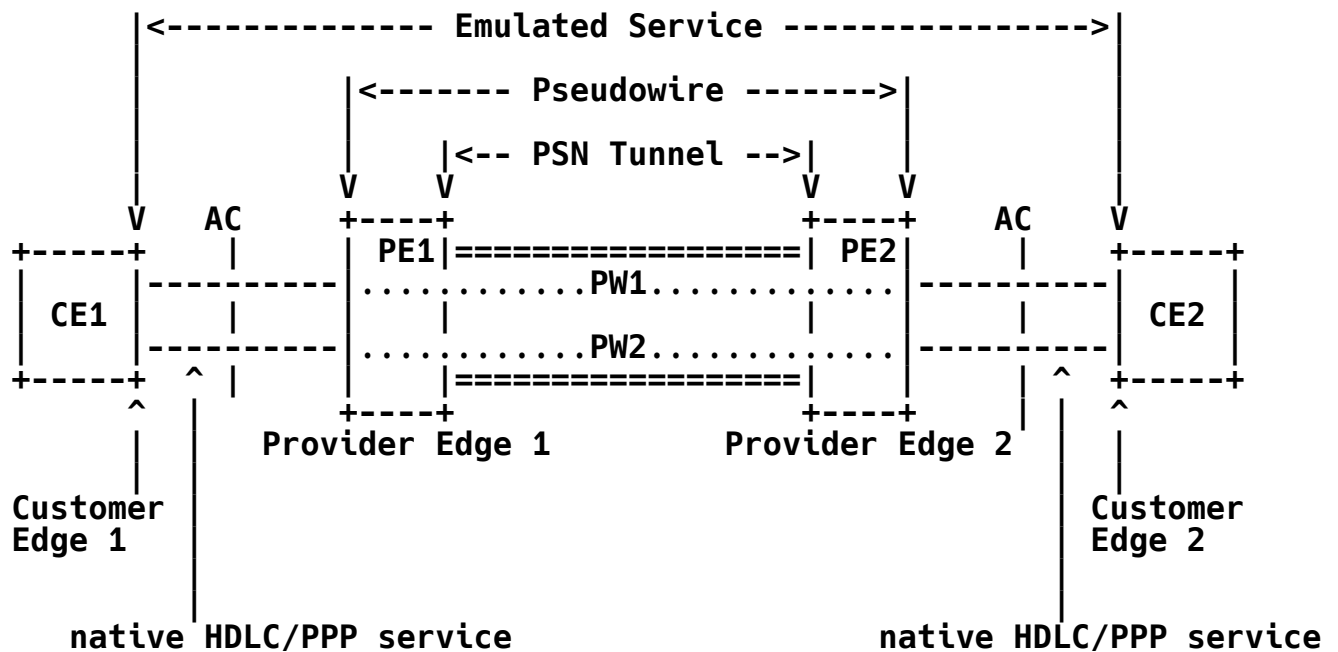 |<-------------- Emulated Service ---------------->|
|<------- Pseudowire ------->|
|<-- PSN Tunnel -->|
V V V V
V AC +----+ +----+ AC V
+-----+ | | PE1|==================| PE2| | +-----+
| |----------|............PW1.............|----------| |
| CE1 | | | | | | CE2 |
| |----------|............PW2.............|----------| |
+-----+ ^ | | |==================| | | ^ +-----+
^ | +----+ +----+ | | ^
| | Provider Edge 1 Provider Edge 2 | |
Customer | | Customer
Edge 1 | | Edge 2
native HDLC/PPP service native HDLC/PPP service